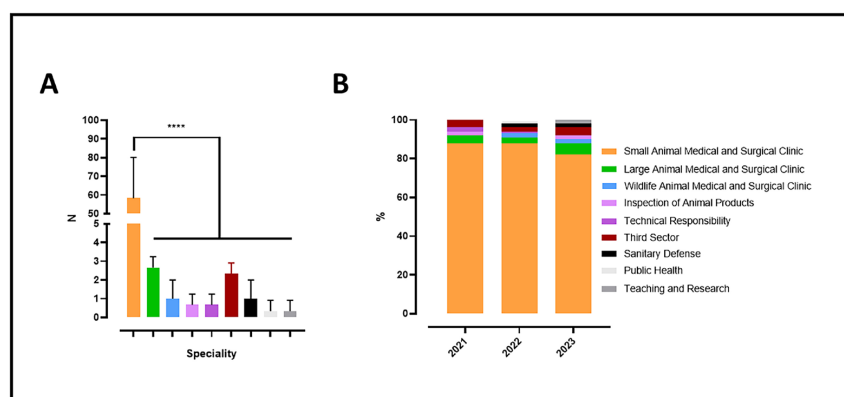 A
B
****
100
90
80
70
60
50
5
4
3
2
1
0
N
Speciality
100
80
60
40
20
0
%
2021
2022
2023
Small Animal Medical and Surgical Clinic
Large Animal Medical and Surgical Clinic
Wildlife Animal Medical and Surgical Clinic
Inspection of Animal Products
Technical Responsibility
Third Sector
Sanitary Defense
Public Health
Teaching and Research